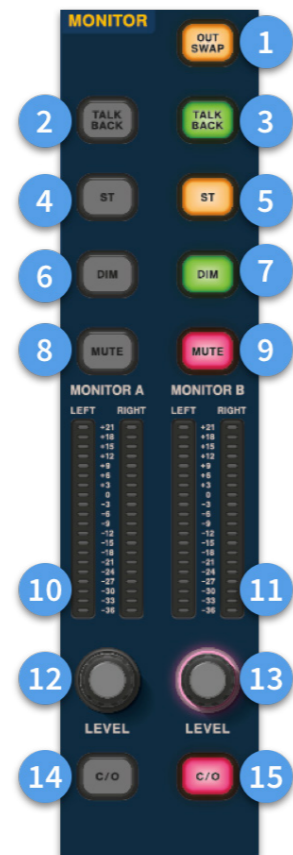 MONITOR
OUT
SWAP
1
2
TALK
BACK
TALK
BACK
3
4
ST
ST
5
6
DIM
DIM
7
8
MUTE
MUTE
9
MONITOR A
MONITOR B
LEFT
RIGHT
LEFT
RIGHT
+21
+21
+18
+18
+15
+15
+12
+12
+9
+9
+6
+6
+3
+3
0
0
-3
-3
-6
-6
-9
-9
-12
-12
-15
-15
-18
-18
-21
-21
-24
-24
-27
-27
-30
-30
-33
-33
-36
-36
10
11
12
13
LEVEL
LEVEL
14
C/O
C/O
15